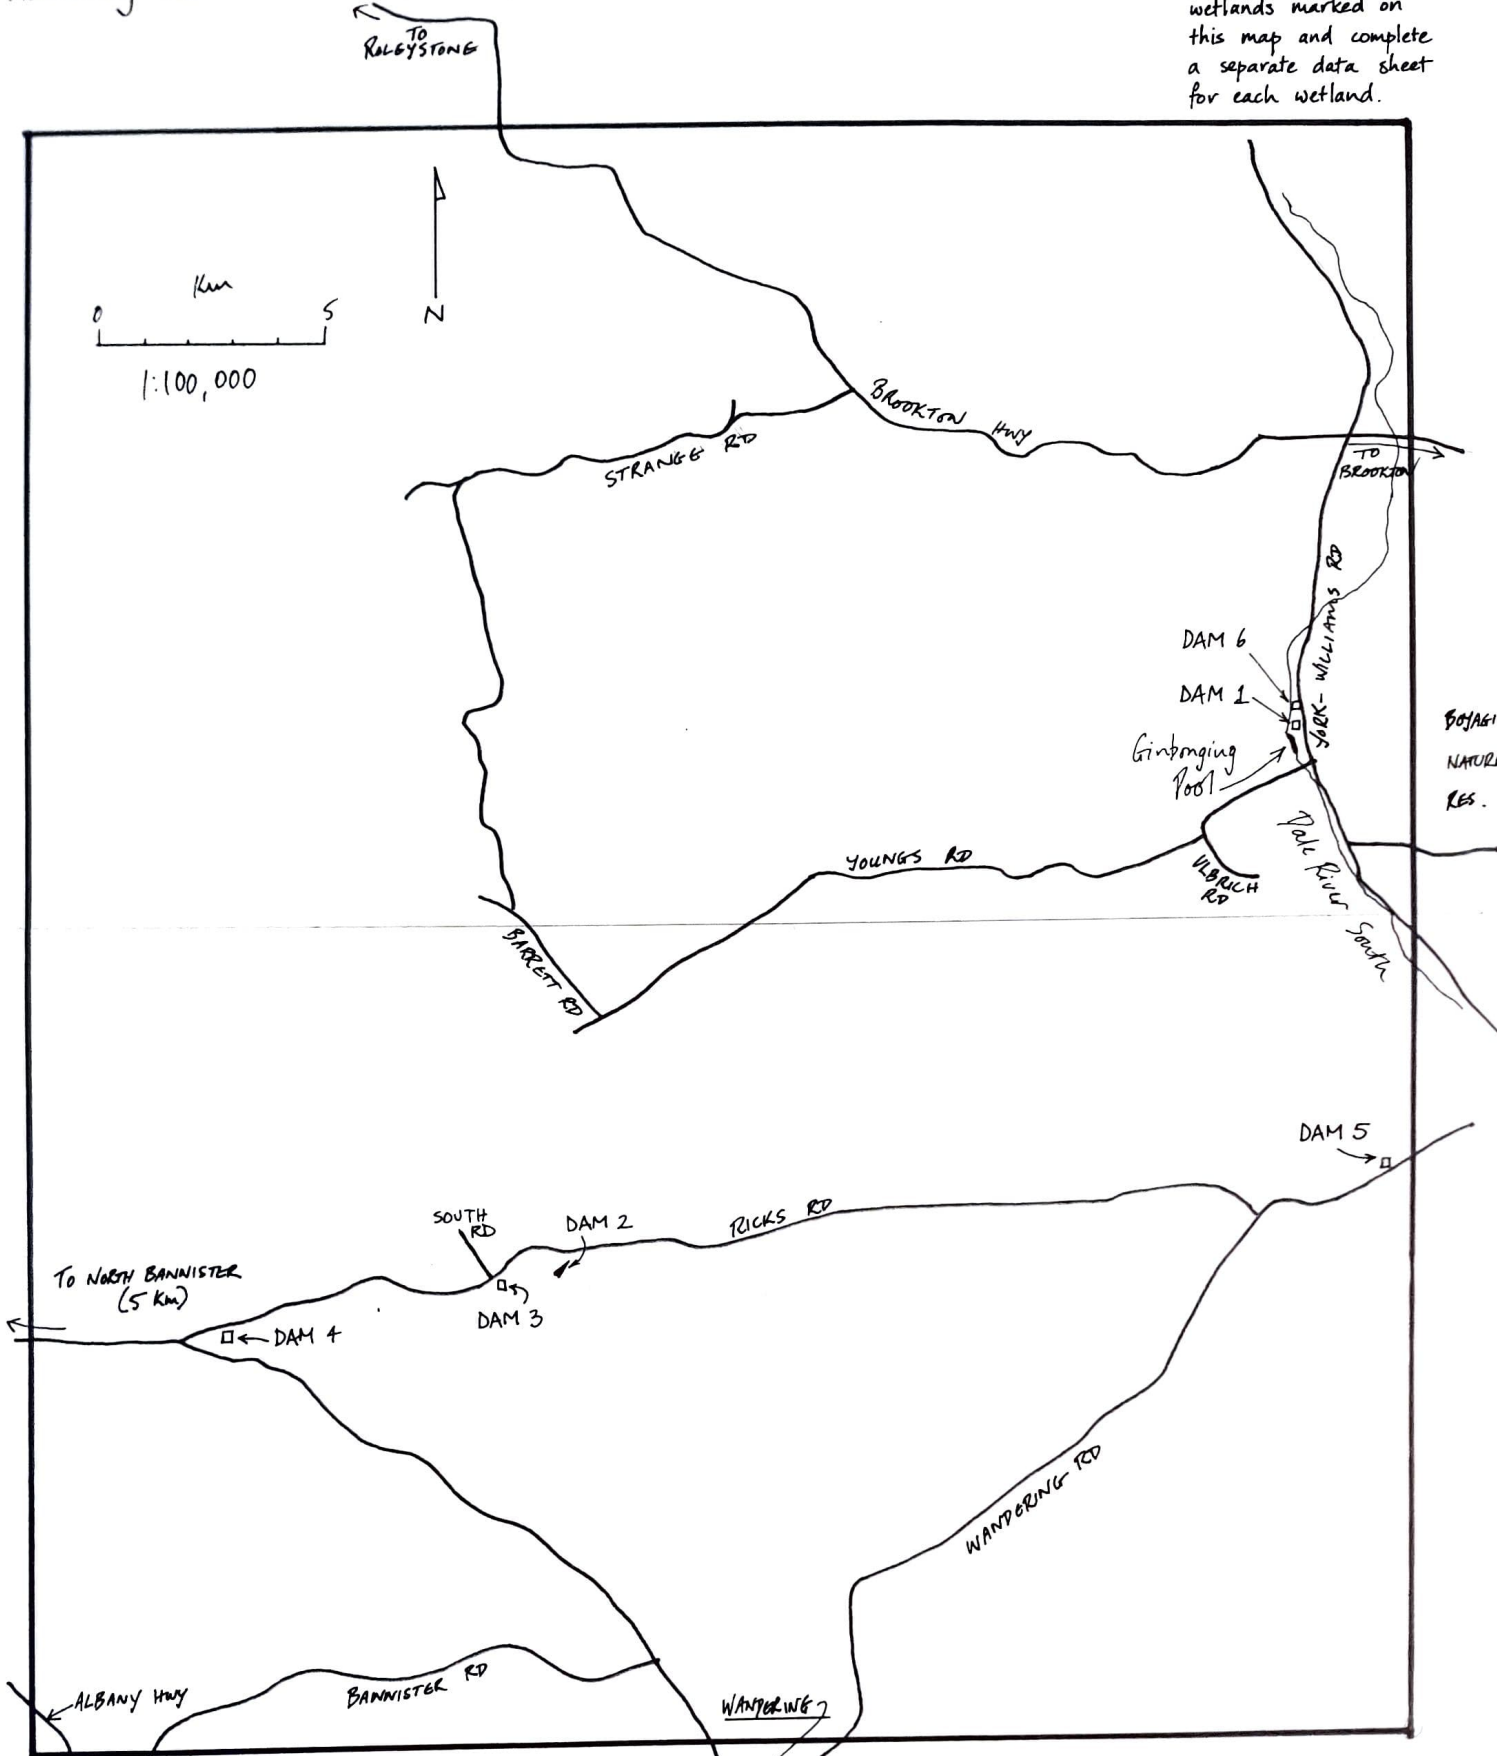 wetlands marked on
this map and complete
a separate data sheet
for each wetland.
TO
ROLEYSTONE
Km
0 5
1:100,000
N
BROOKTON HWY
STRANGE RD
TO
BROOKTON
YORK-WILLIAMS RD
DAM 6
DAM 1
Ginbonging
Pool
NATUR
RES.
YOUNGS RD
ULBRICH
RD
Dale River South
BARRETT RD
DAM 5
SOUTH
RD
DAM 2
RICKS RD
TO NORTH BANNISTER
(5 Km)
DAM 3
DAM 4
WANDERING RD
BANNISTER RD
ALBANY HWY
WANDERING